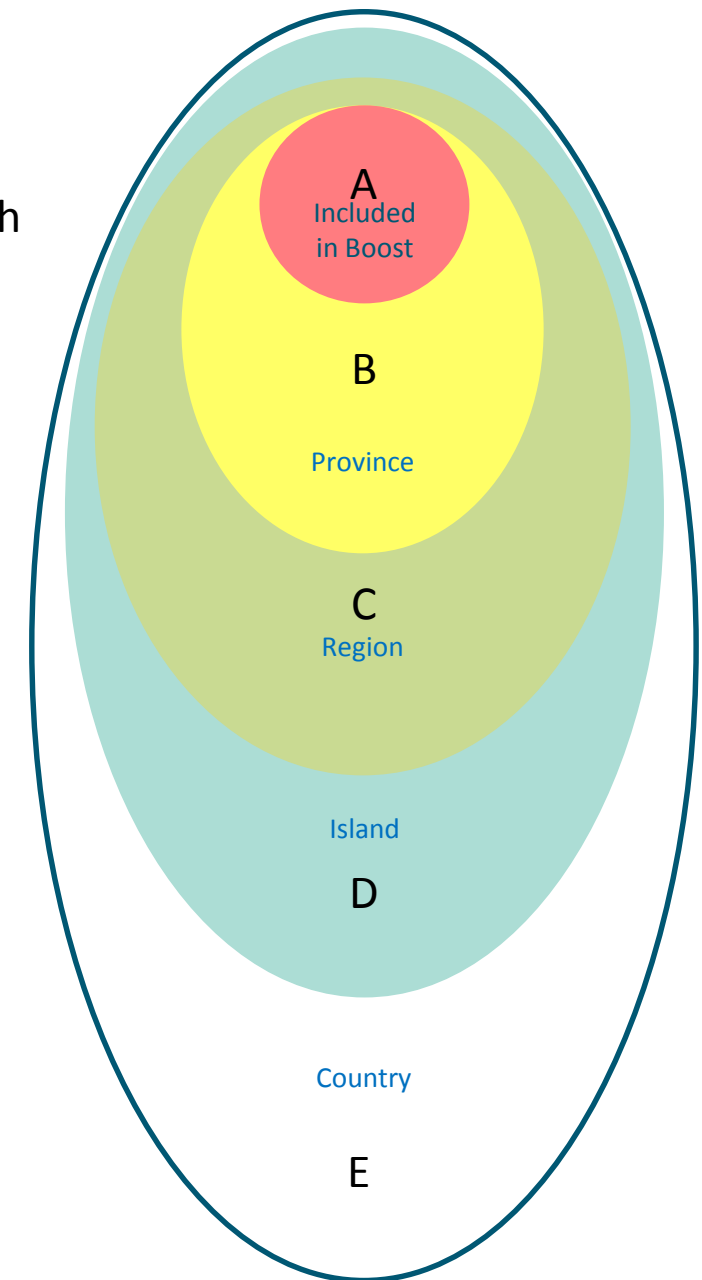 A
h
Included
in Boost
B
Province
C
Region
Island
D
Country
E